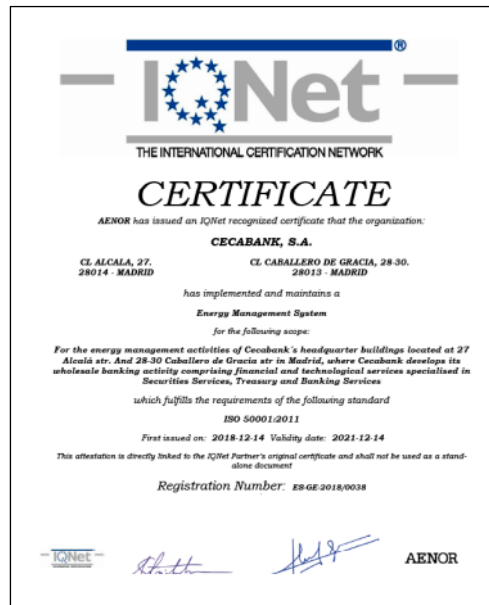 ®
IQNet
THE INTERNATIONAL CERTIFICATION NETWORK
CERTIFICATE
AENOR has issued an IQNet recognized certificate that the organization:
CECABANK, S.A.
CL ALCALA, 27.
28014 - MADRID
CL CABALLERO DE GRACIA, 28-30.
28013 - MADRID
has implemented and maintains a
Energy Management System
for the following scope:
For the energy management activities of Cecabank´s headquarter buildings located at 27
Alcalá str. And 28-30 Caballero de Gracia str in Madrid, where Cecabank develops its
wholesale banking activity comprising financial and technological services specialised in
Securities Services, Treasury and Banking Services
which fulfills the requirements of the following standard
ISO 50001:2011
First issued on: 2018-12-14 Validity date: 2021-12-14
This attestation is directly linked to the IQNet Partner's original certificate and shall not be used as a stand-
alone document
Registration Number: ES-GE-2018/0038
IQNet
AENOR